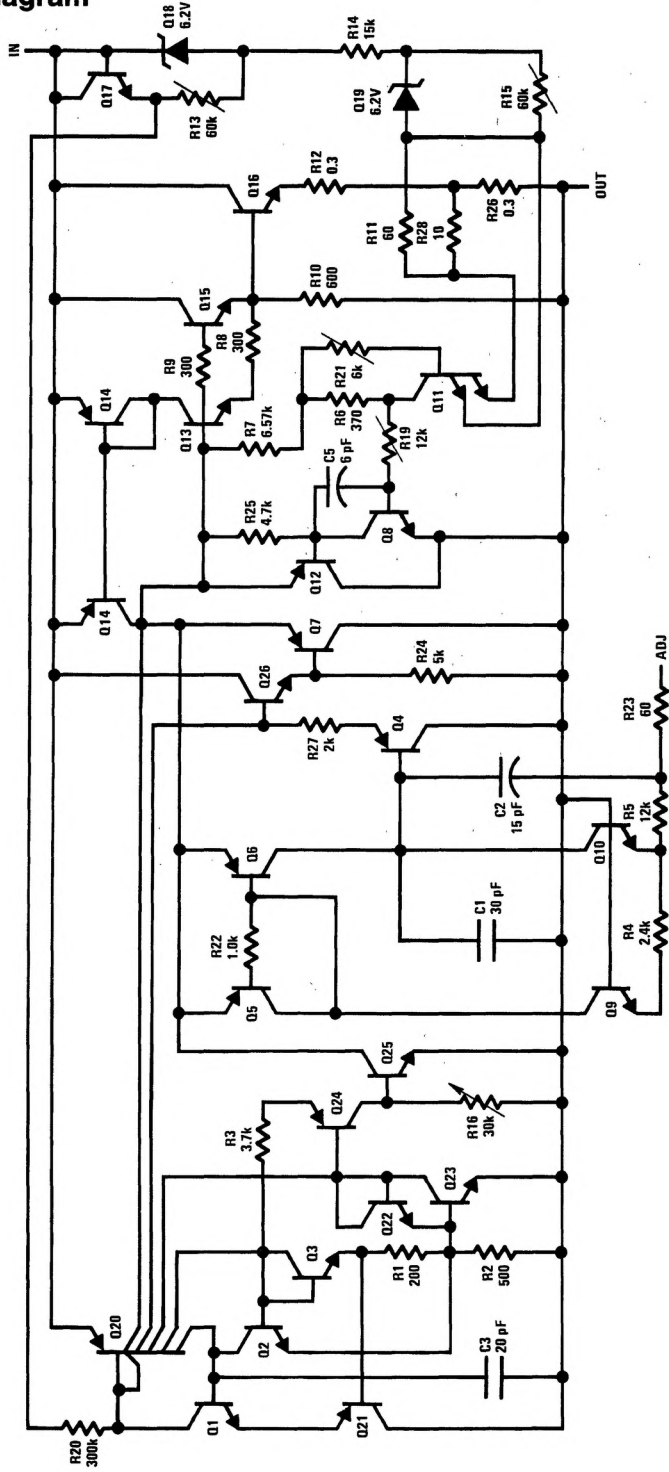 agram
IN
Q18
6.2V
Q17
R13
60k
R14
15k
Q19
6.2V
R15
60k
Q16
R12
0.3
R11
60
R28
10
R26
0.3
OUT
Q15
R9
300
R8
300
R10
600
Q14
Q13
R7
6.57k
R21
6k
R6
370
R19
12k
Q11
C5
6 pF
R25
4.7k
Q12
Q8
Q14
Q7
Q26
R24
5k
R27
2k
Q4
C2
15 pF
R23
60
ADJ
R5
12k
Q10
R4
2.4k
Q9
Q6
R22
1.0k
Q5
C1
30 pF
Q25
Q24
R3
3.7k
R16
30k
Q22
Q23
Q3
R1
200
R2
500
Q20
Q2
C3
20 pF
R20
300k
Q1
Q21